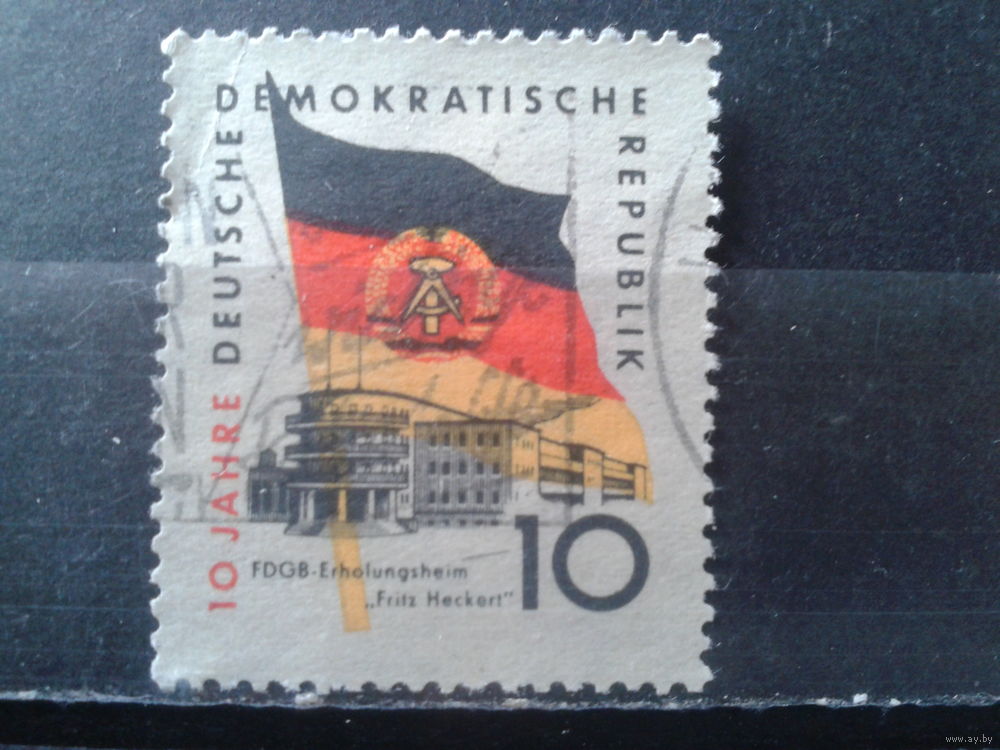 10 JAHRE DEUTSCHE
DEMOKRATISCHE
REPUBLIK
FDGB-Erholungsheim
„Fritz Heckert"
10
www.ay.by